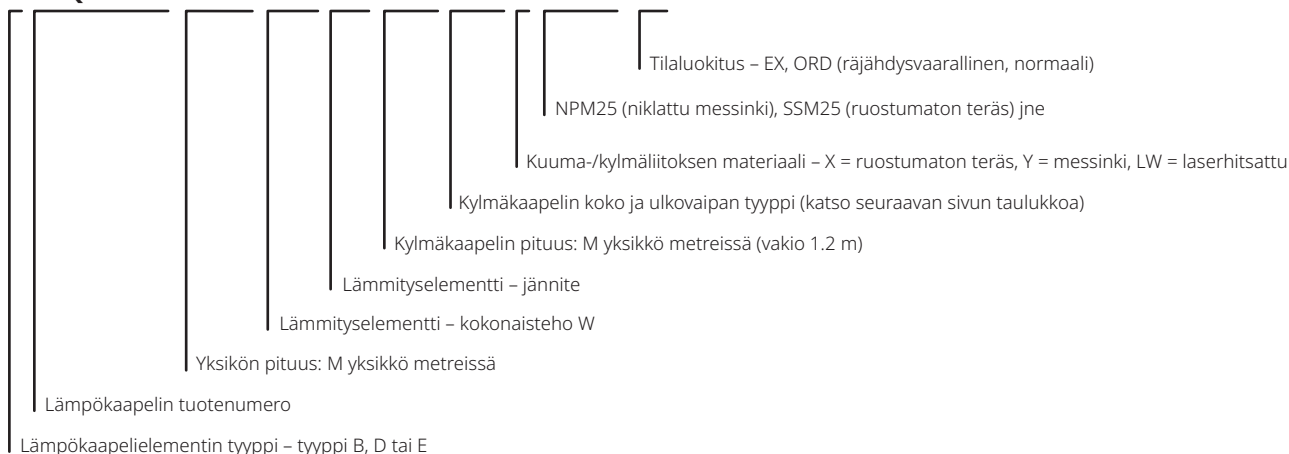 Tilaluokitus – EX, ORD (räjähdysvaarallinen, normaali)
NPM25 (niklattu messinki), SSM25 (ruostumaton teräs) jne
Kuuma-/kylmäliitoksen materiaali – X = ruostumaton teräs, Y = messinki, LW = laserhitsattu
Kylmäkaapelin koko ja ulkovaipan tyyppi (katso seuraavan sivun taulukkoa)
Kylmäkaapelin pituus: M yksikkö metreissä (vakio 1.2 m)
Lämmityselementti – jännite
Lämmityselementti – kokonaisteho W
Yksikön pituus: M yksikkö metreissä
Lämpökaapelin tuotenumero
Lämpökaapelielementin tyyppi – tyyppi B, D tai E